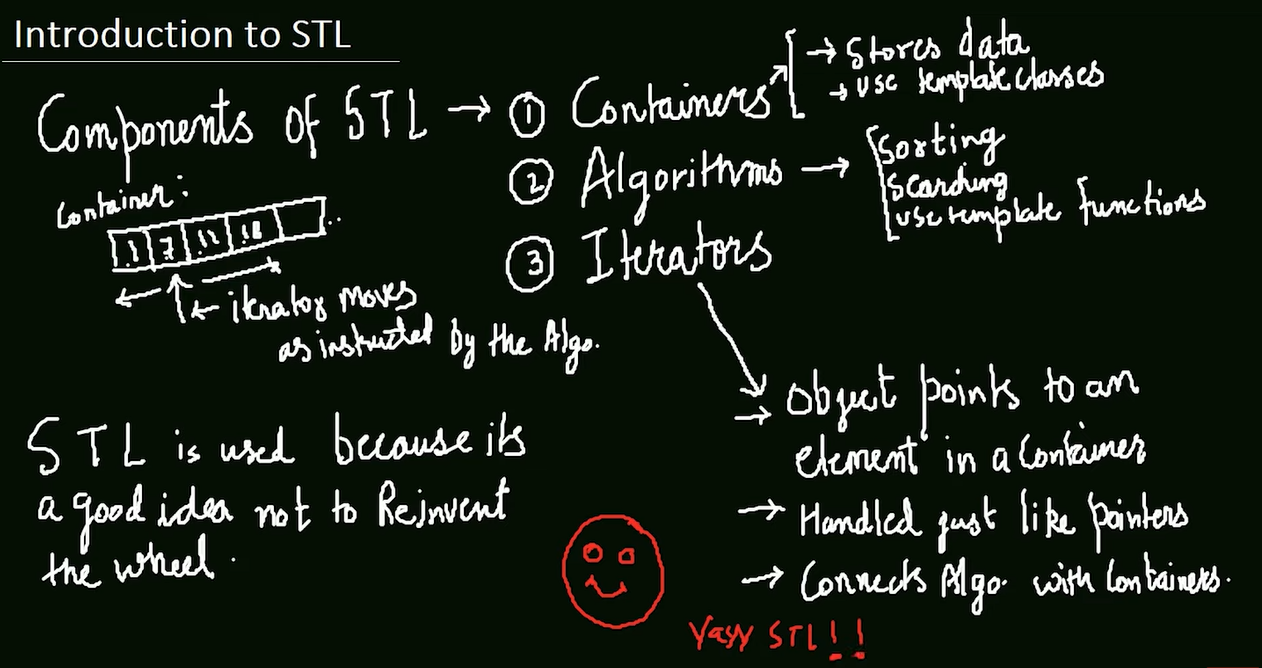 Introduction to STL
Components of STL → ① Containers
→ Stores data
→ use template classes
② Algorithms →
Sorting
Searching
use template functions
③ Iterators
Container:
1 7 18 ..
← iterator moves
as instructed by the Algo.
→ Object points to an
element in a Container
→ Handled just like pointers
→ Connects Algo. with Containers.
STL is used because its
a good idea not to Reinvent
the wheel.
Yayy STL!!